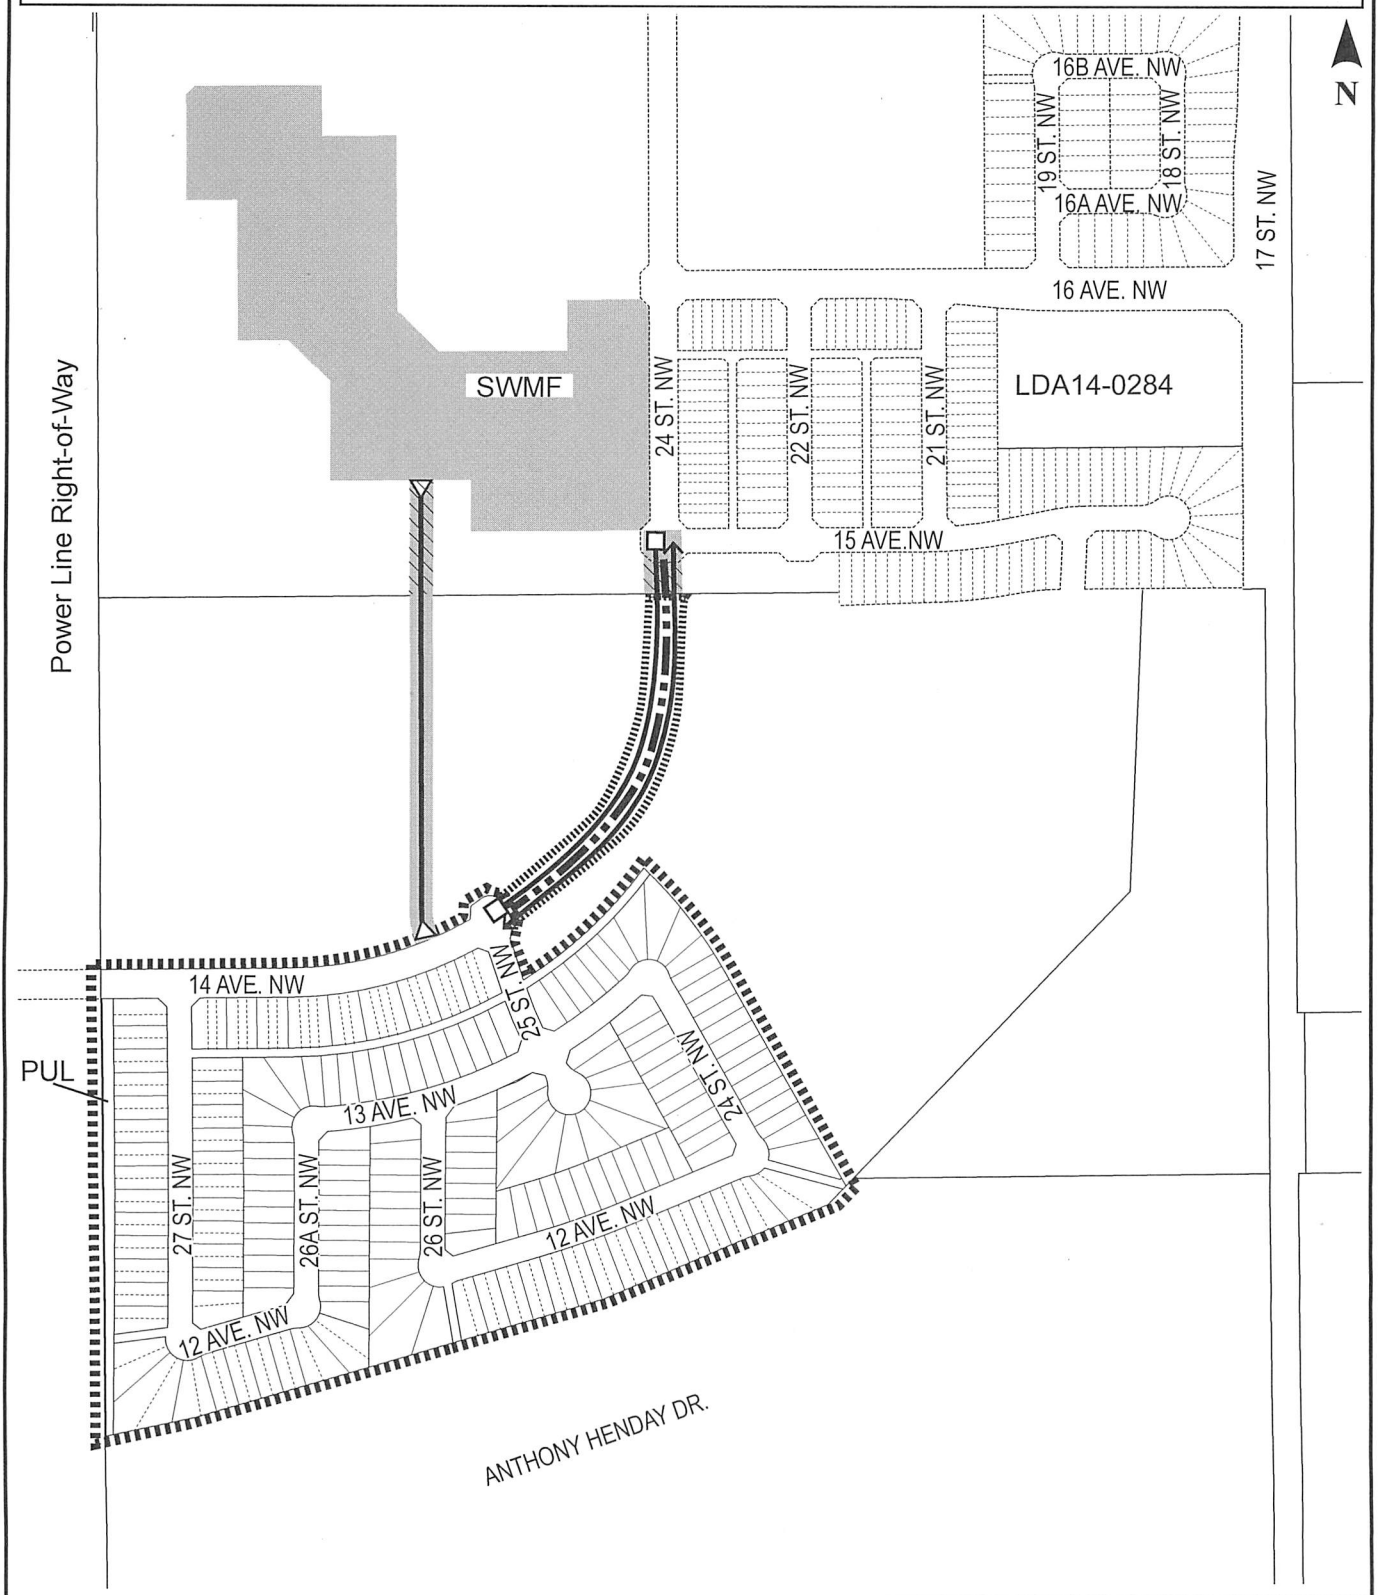 16B AVE. NW
N
19 ST. NW
18 ST. NW
16A AVE. NW
17 ST. NW
16 AVE. NW
Power Line Right-of-Way
SWMF
24 ST. NW
22 ST. NW
21 ST. NW
LDA14-0284
15 AVE.NW
14 AVE. NW
25 ST. NW
PUL
13 AVE. NW
24 ST. NW
27 ST. NW
26A ST. NW
26 ST. NW
12 AVE. NW
12 AVE. NW
ANTHONY HENDAY DR.